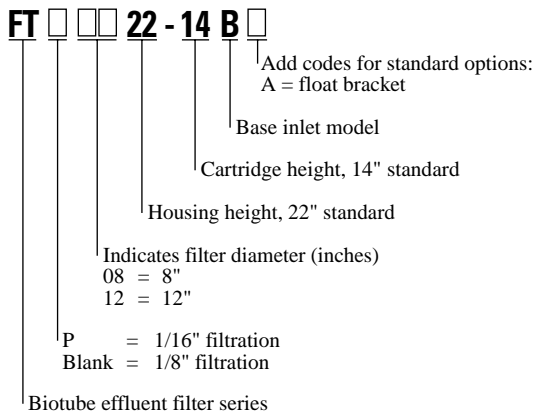 FT □ □□ 22 - 14 B □
Add codes for standard options:
A = float bracket
Base inlet model
Cartridge height, 14" standard
Housing height, 22" standard
Indicates filter diameter (inches)
08 = 8"
12 = 12"
P = 1/16" filtration
Blank = 1/8" filtration
Biotube effluent filter series